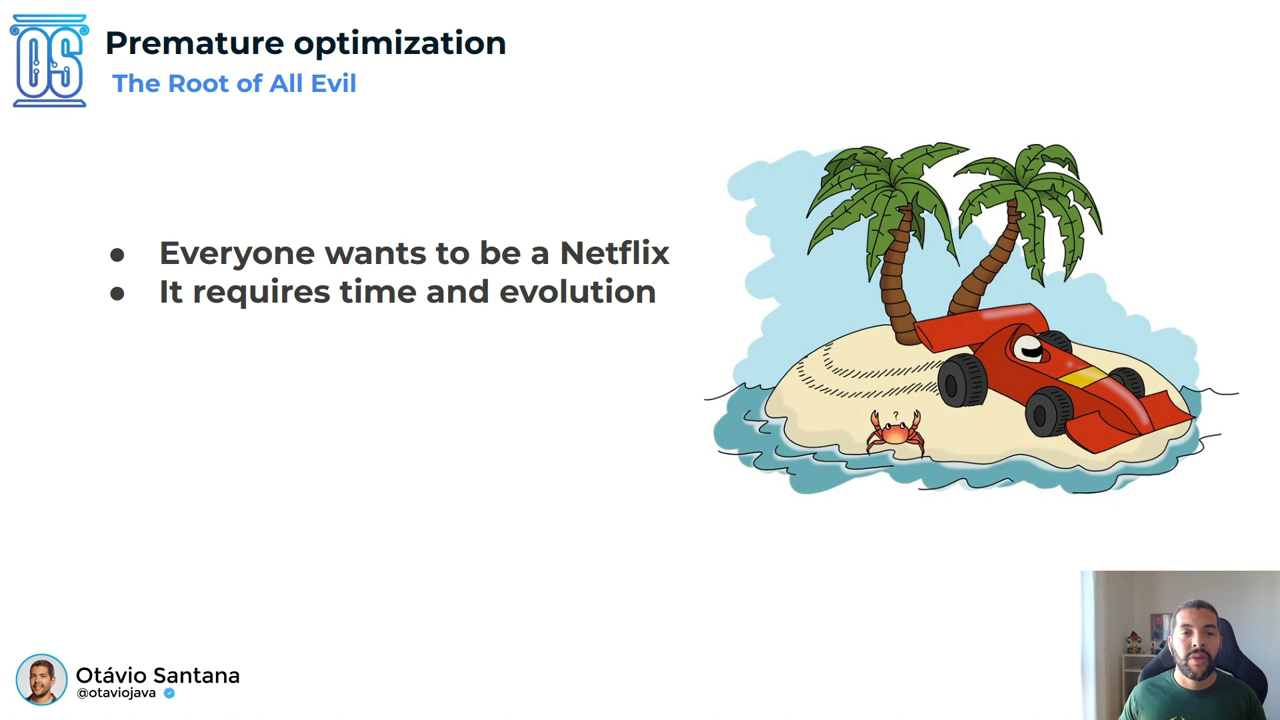 OS
Premature optimization
The Root of All Evil
● Everyone wants to be a Netflix
● It requires time and evolution
?
Otávio Santana
@otaviojava